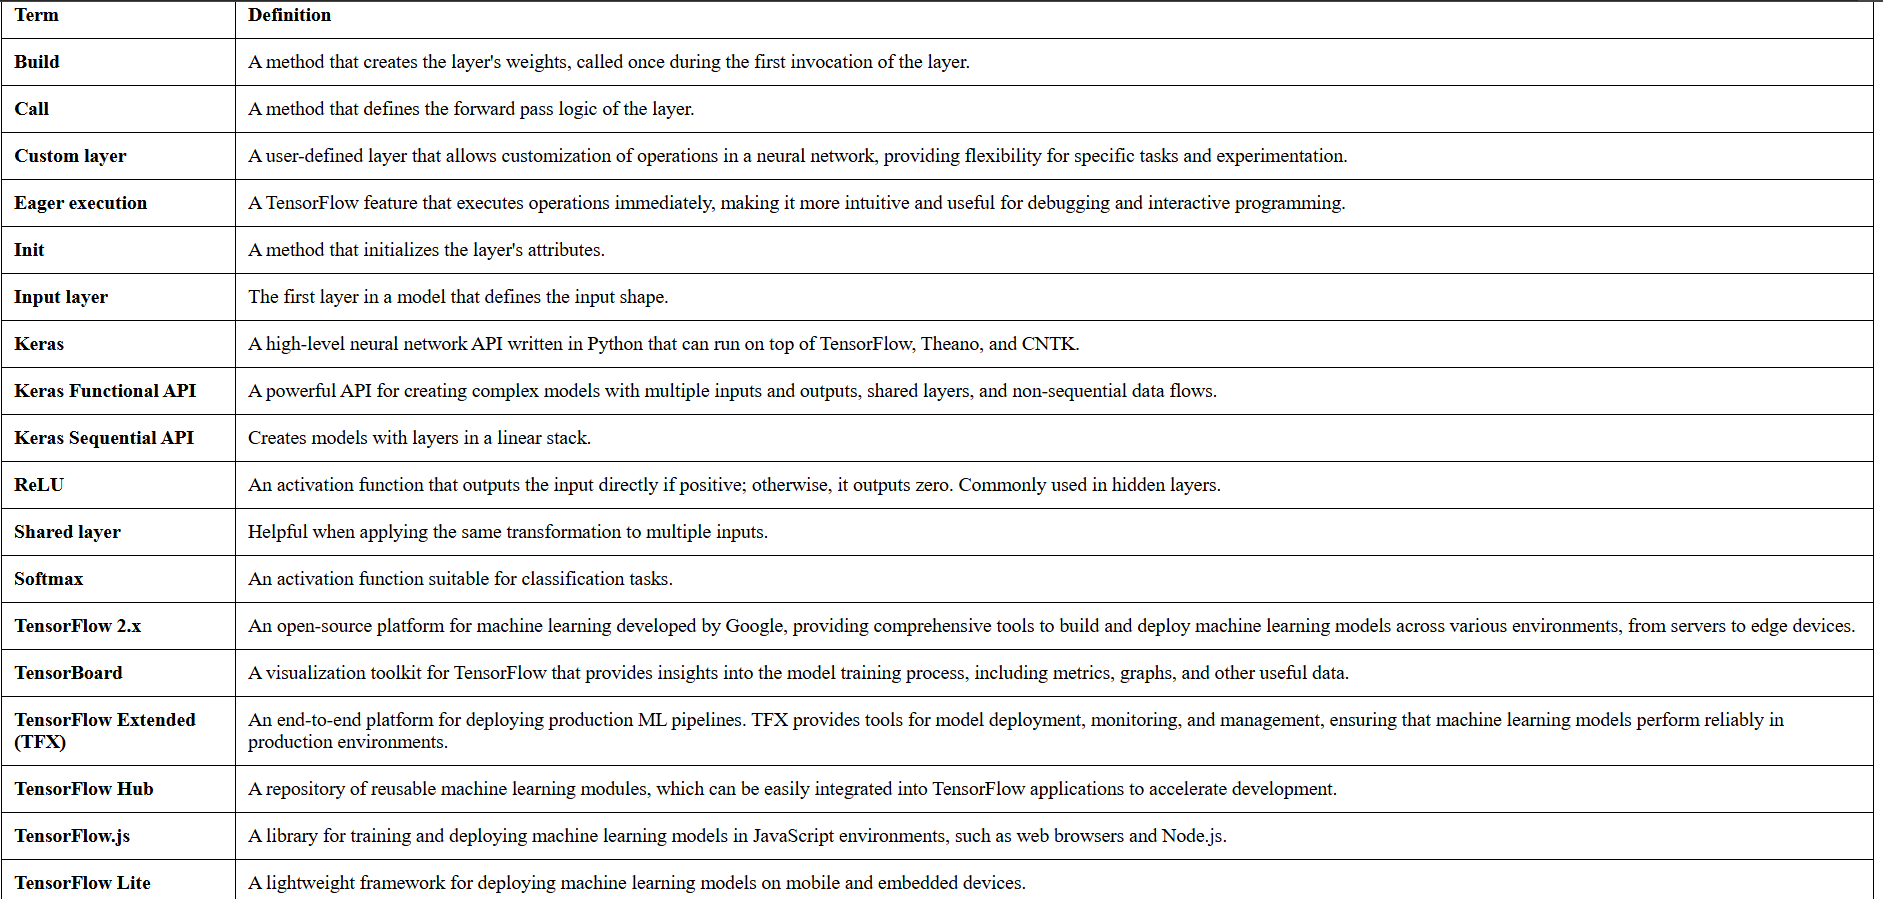 Term Definition
Build A method that creates the layer's weights, called once during the first invocation of the layer.
Call A method that defines the forward pass logic of the layer.
Custom layer A user-defined layer that allows customization of operations in a neural network, providing flexibility for specific tasks and experimentation.
Eager execution A TensorFlow feature that executes operations immediately, making it more intuitive and useful for debugging and interactive programming.
Init A method that initializes the layer's attributes.
Input layer The first layer in a model that defines the input shape.
Keras A high-level neural network API written in Python that can run on top of TensorFlow, Theano, and CNTK.
Keras Functional API A powerful API for creating complex models with multiple inputs and outputs, shared layers, and non-sequential data flows.
Keras Sequential API Creates models with layers in a linear stack.
ReLU An activation function that outputs the input directly if positive; otherwise, it outputs zero. Commonly used in hidden layers.
Shared layer Helpful when applying the same transformation to multiple inputs.
Softmax An activation function suitable for classification tasks.
TensorFlow 2.x An open-source platform for machine learning developed by Google, providing comprehensive tools to build and deploy machine learning models across various environments, from servers to edge devices.
TensorBoard A visualization toolkit for TensorFlow that provides insights into the model training process, including metrics, graphs, and other useful data.
TensorFlow Extended An end-to-end platform for deploying production ML pipelines. TFX provides tools for model deployment, monitoring, and management, ensuring that machine learning models perform reliably in
(TFX) production environments.
TensorFlow Hub A repository of reusable machine learning modules, which can be easily integrated into TensorFlow applications to accelerate development.
TensorFlow.js A library for training and deploying machine learning models in JavaScript environments, such as web browsers and Node.js.
TensorFlow Lite A lightweight framework for deploying machine learning models on mobile and embedded devices.